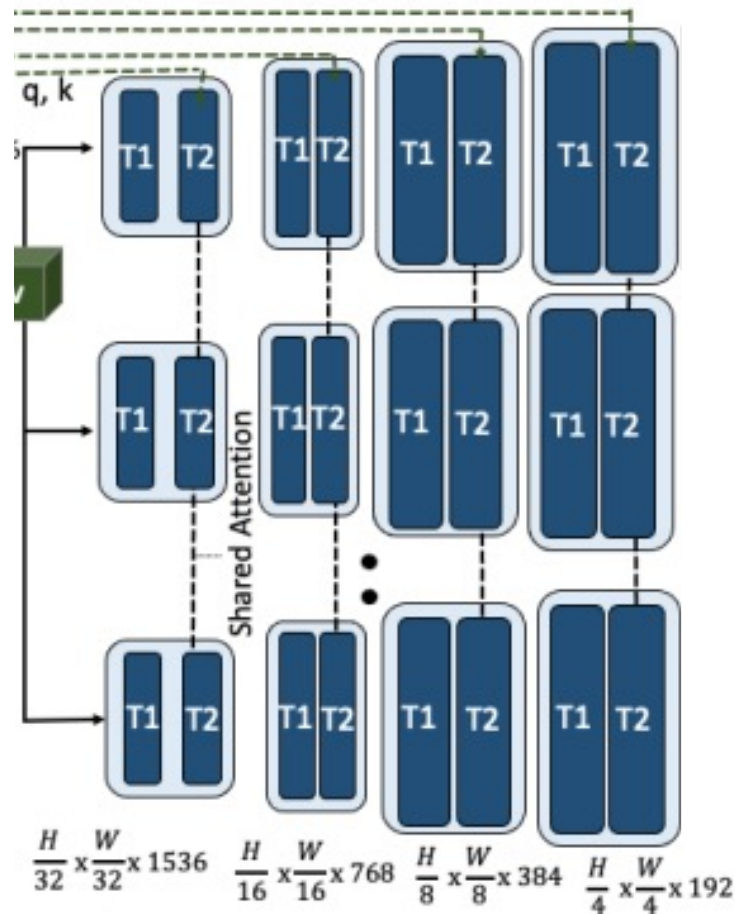 q, k
T1 T2 T1 T2 T1 T2 T1 T2
T1 T2 T1 T2 T1 T2 T1 T2
Shared Attention
T1 T2 T1 T2 T1 T2 T1 T2
H/32 x W/32 x 1536
H/16 x W/16 x 768
H/8 x W/8 x 384
H/4 x W/4 x 192